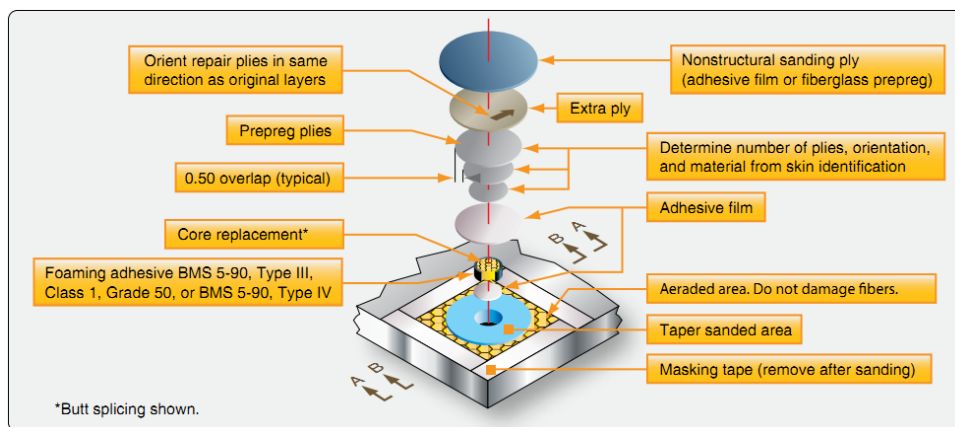 Orient repair plies in same
direction as original layers
Nonstructural sanding ply
(adhesive film or fiberglass prepreg)
Extra ply
Prepreg plies
Determine number of plies, orientation,
and material from skin identification
0.50 overlap (typical)
Adhesive film
Core replacement*
B A
Foaming adhesive BMS 5-90, Type III,
Class 1, Grade 50, or BMS 5-90, Type IV
Aeraded area. Do not damage fibers.
Taper sanded area
Masking tape (remove after sanding)
A B
*Butt splicing shown.